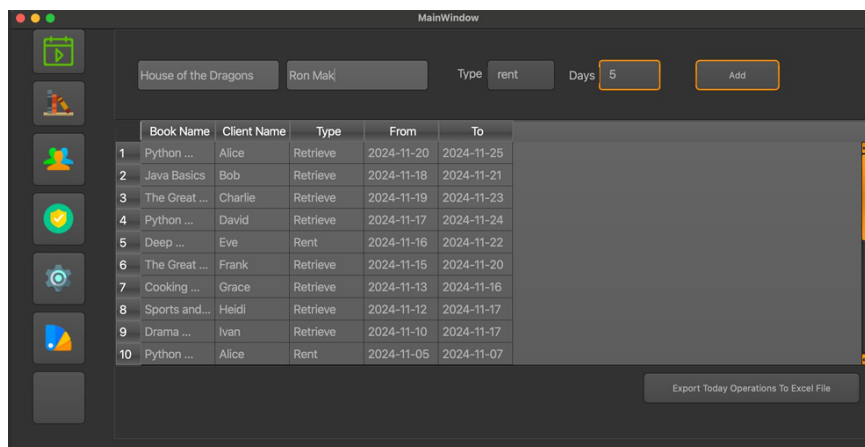 MainWindow
House of the Dragons Ron Mak Type rent Days 5 Add
Book Name Client Name Type From To
1 Python ... Alice Retrieve 2024-11-20 2024-11-25
2 Java Basics Bob Retrieve 2024-11-18 2024-11-21
3 The Great ... Charlie Retrieve 2024-11-19 2024-11-23
4 Python ... David Retrieve 2024-11-17 2024-11-24
5 Deep ... Eve Rent 2024-11-16 2024-11-22
6 The Great ... Frank Retrieve 2024-11-15 2024-11-20
7 Cooking ... Grace Retrieve 2024-11-13 2024-11-16
8 Sports and... Heidi Retrieve 2024-11-12 2024-11-17
9 Drama ... Ivan Retrieve 2024-11-10 2024-11-17
10 Python ... Alice Rent 2024-11-05 2024-11-07
Export Today Operations To Excel File